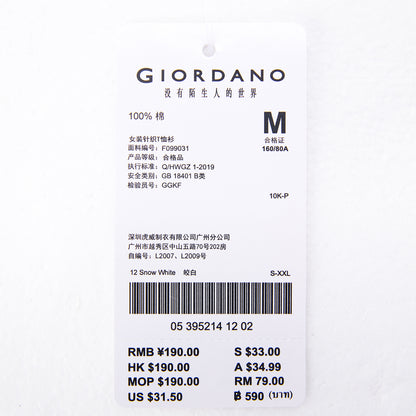 GIORDANO
没有陌生人的世界
100% 棉
M
合格证
160/80A
女装针织T恤衫
面料编号: F099031
产品等级: 合格品
执行标准: Q/HWGZ 1-2019
安全类别: GB 18401 B类
检验员号: GGKF
10K-P
深圳虎威制衣有限公司广州分公司
广州市越秀区中山五路70号202房
自编号: L2007、L2009号
12 Snow White 皎白 S-XXL
05 395214 12 02
RMB ¥190.00 S $33.00
HK $190.00 A $34.99
MOP $190.00 RM 79.00
US $31.50 ฿ 590 (บาท)